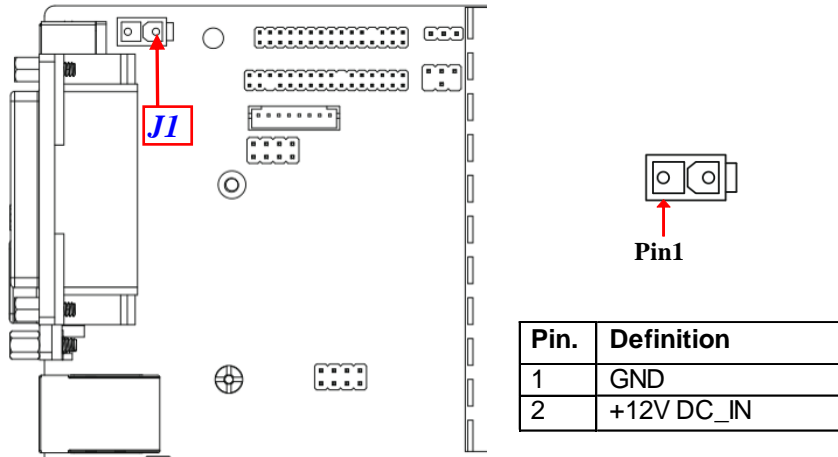 J1
Pin1
Pin. Definition
1 GND
2 +12V DC_IN